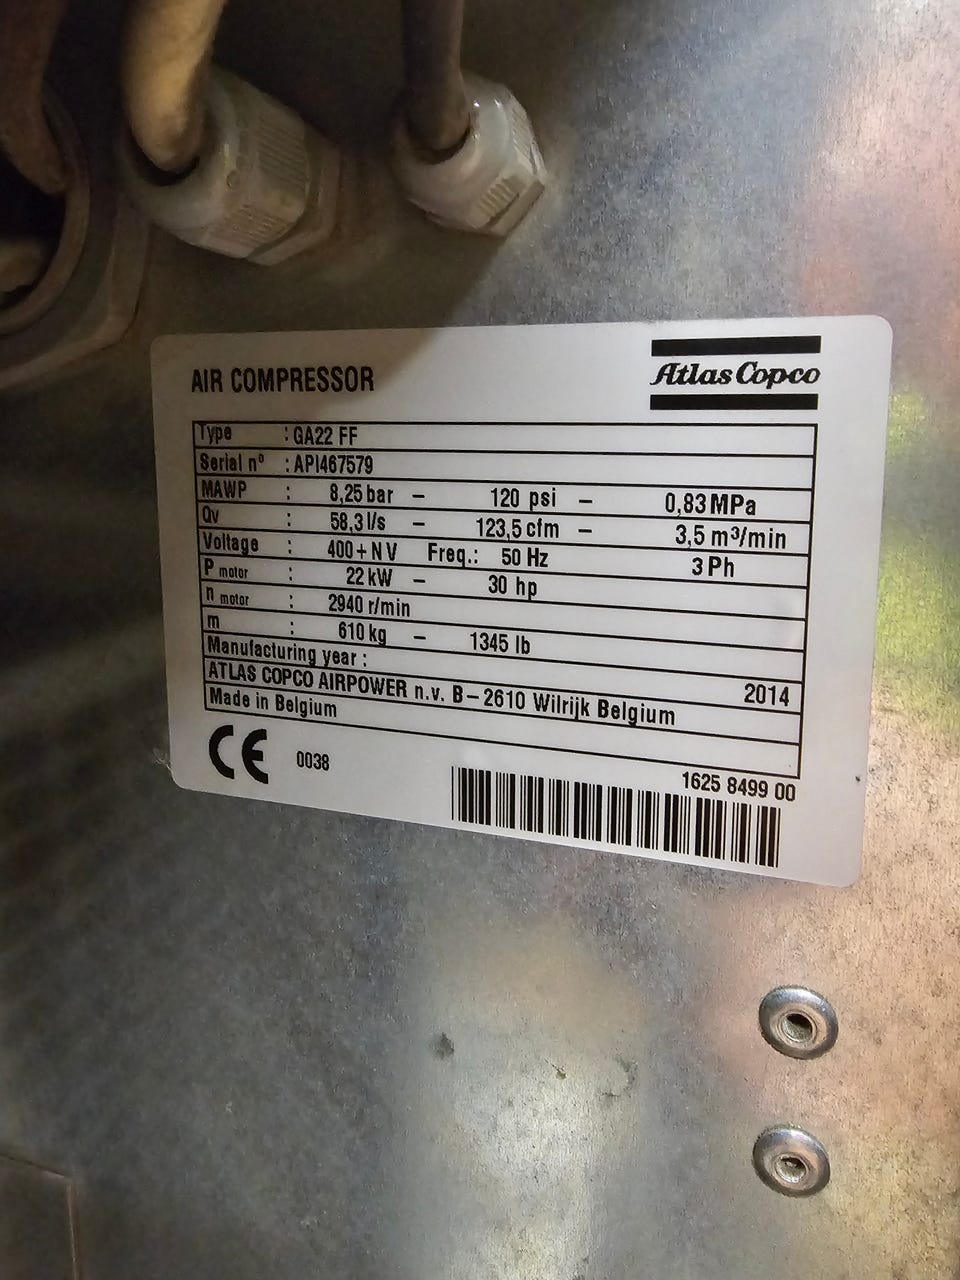 AIR COMPRESSOR
Atlas Copco
Type : GA22 FF
Serial nº : API467579
MAWP : 8,25 bar – 120 psi – 0,83 MPa
Qv : 58,3 l/s – 123,5 cfm – 3,5 m³/min
Voltage : 400+N V Freq.: 50 Hz 3 Ph
P motor : 22 kW – 30 hp
n motor : 2940 r/min
m : 610 kg – 1345 lb
Manufacturing year : 2014
ATLAS COPCO AIRPOWER n.v. B–2610 Wilrijk Belgium
Made in Belgium
CE 0038
1625 8499 00